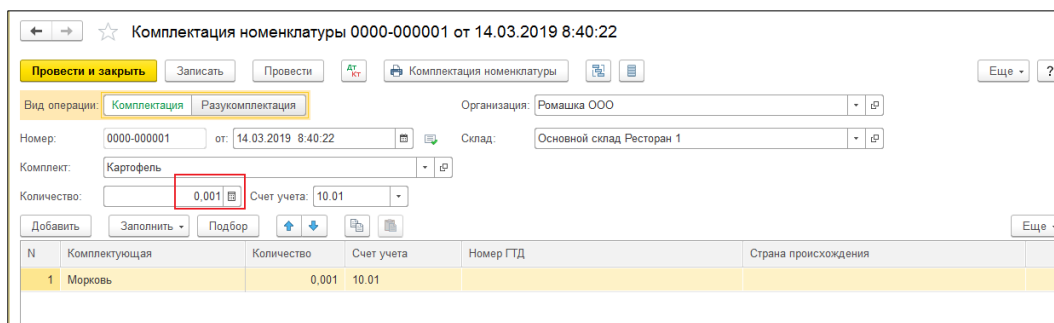 Комплектация номенклатуры 0000-000001 от 14.03.2019 8:40:22
Провести и закрыть Записать Провести Дт Кт Комплектация номенклатуры Еще ?
Вид операции: Комплектация Разукомплектация Организация: Ромашка ООО
Номер: 0000-000001 от: 14.03.2019 8:40:22 Склад: Основной склад Ресторан 1
Комплект: Картофель
Количество: 0,001 Счет учета: 10.01
Добавить Заполнить Подбор Еще
N Комплектующая Количество Счет учета Номер ГТД Страна происхождения
1 Морковь 0,001 10.01